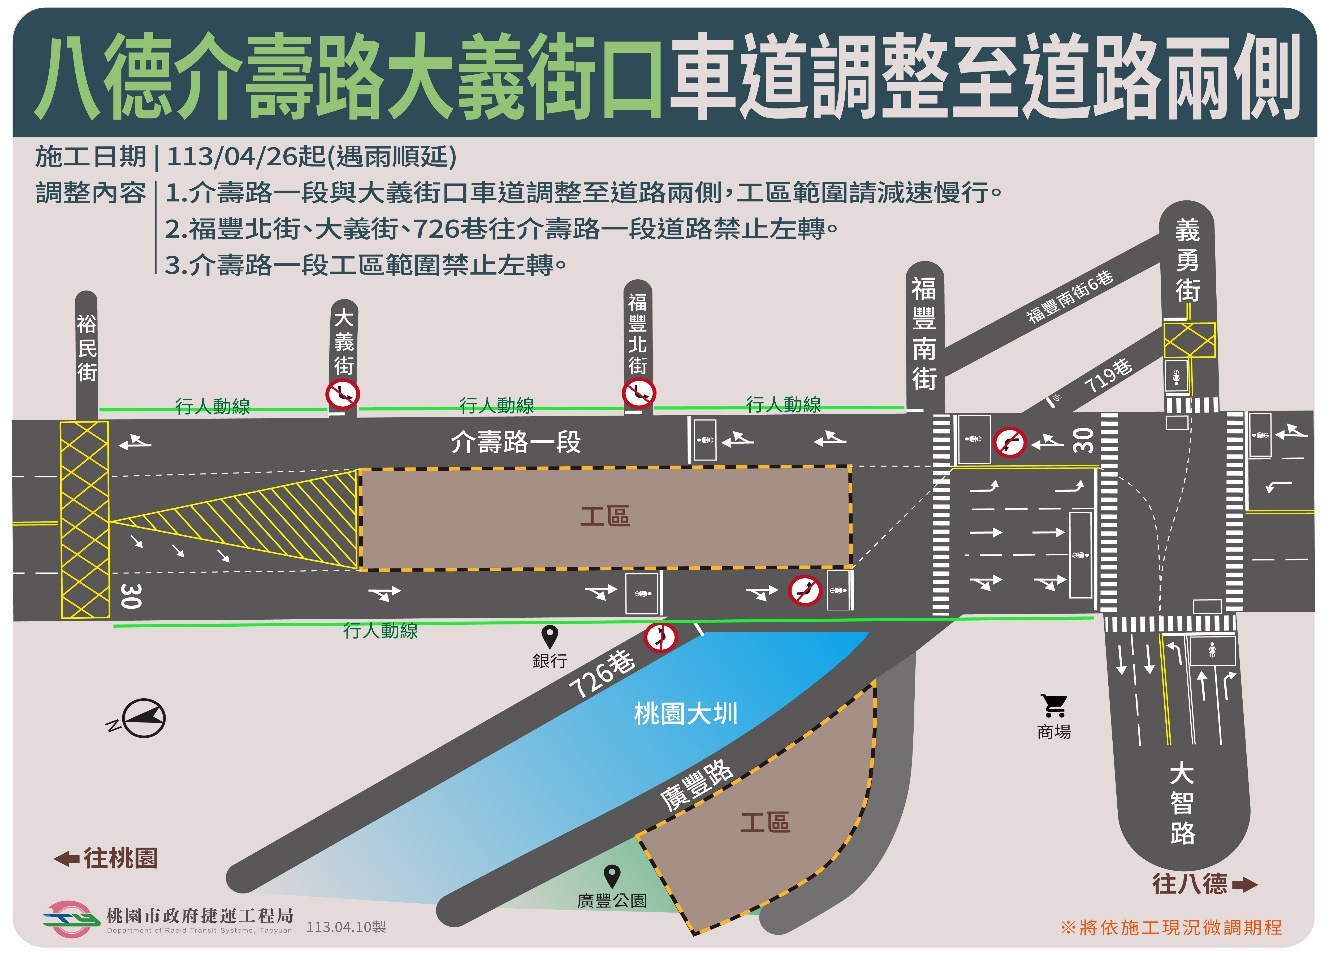 八德介壽路大義街口車道調整至道路兩側
施工日期 | 113/04/26起(遇雨順延)
調整內容 | 1.介壽路一段與大義街口車道調整至道路兩側,工區範圍請減速慢行。
2.福豐北街、大義街、726巷往介壽路一段道路禁止左轉。
3.介壽路一段工區範圍禁止左轉。
裕民街
大義街
福豐北街
福豐南街
福豐南街6巷
719巷
義勇街
行人動線
行人動線
行人動線
介壽路一段
30
工區
30
行人動線
銀行
726巷
桃園大圳
廣豐路
工區
廣豐公園
商場
大智路
N
往桃園
往八德
桃園市政府捷運工程局
Department of Rapid Transit Systems, Taoyuan
113.04.10製
※將依施工現況微調期程